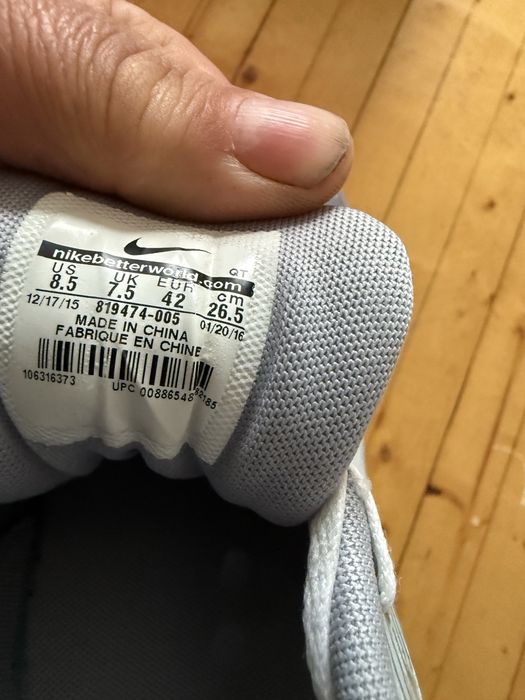 nikebetterworld.com
QT
US UK EUR cm
8.5 7.5 42 26.5
12/17/15 819474-005 01/20/16
MADE IN CHINA
FABRIQUE EN CHINE
106316373
UPC